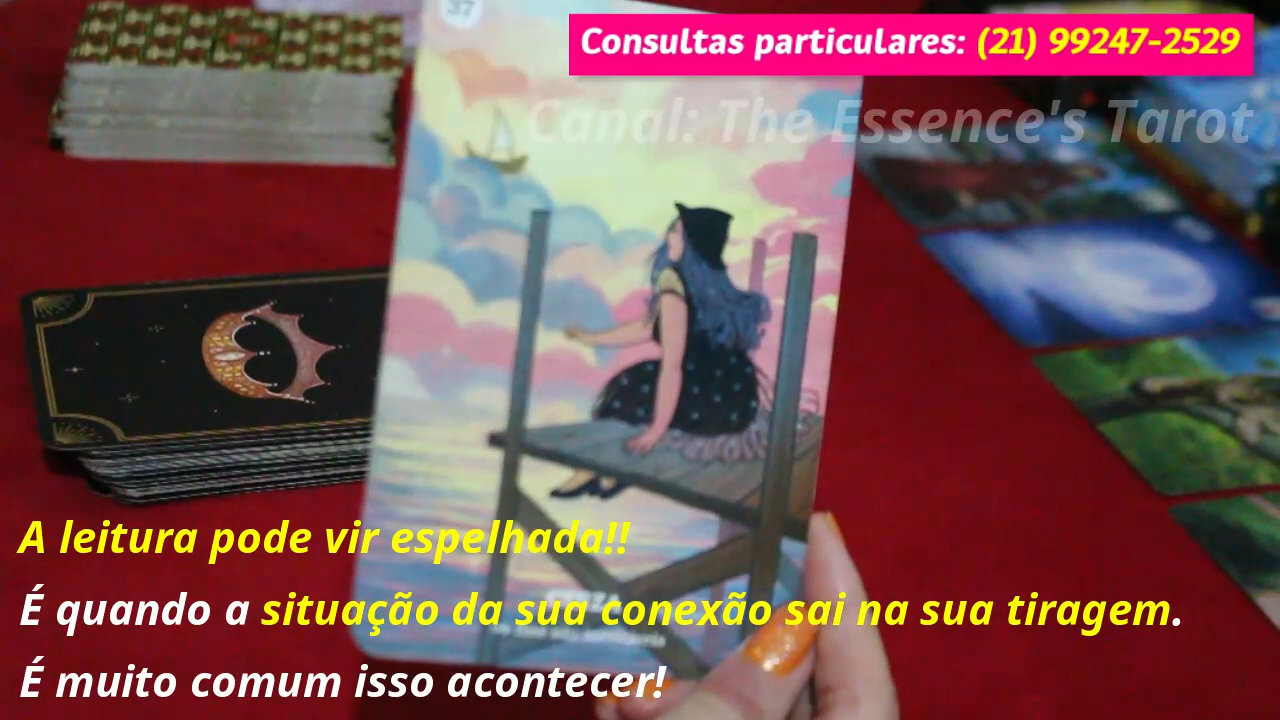 37
Consultas particulares: (21) 99247-2529
Canal: The Essence's Tarot
A leitura pode vir espelhada!!
É quando a situação da sua conexão sai na sua tiragem.
É muito comum isso acontecer!